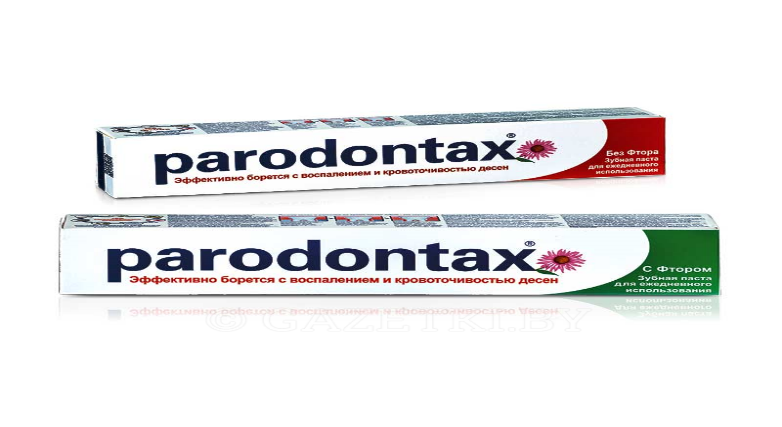 parodontax®
Эффективно борется с воспалением и кровоточивостью десен
Без Фтора
Зубная паста
для ежедневного
использования
parodontax®
Эффективно борется с воспалением и кровоточивостью десен
С Фтором
Зубная паста
для ежедневного
использования
© GAZETKI.BY